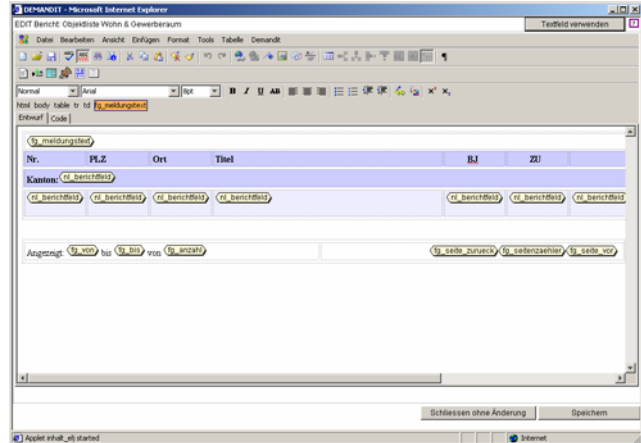 DEMANDIT - Microsoft Internet Explorer
EDIT Bericht: Objektliste Wohn & Gewerberaum
Textfeld verwenden
Datei Bearbeiten Ansicht Einfügen Format Tools Tabelle Demandit
Normal Arial 8pt B I U AB
html body table tr td fg_meldungstext
Entwurf Code
fg_meldungstext
Nr. PLZ Ort Titel BJ ZU
Kanton: nl_berichtfeld
nl_berichtfeld nl_berichtfeld nl_berichtfeld nl_berichtfeld nl_berichtfeld nl_berichtfeld nl_berichtfeld
Angezeigt: fg_von bis fg_bis von fg_anzahl fg_seite_zurueck fg_seitenzaehler fg_seite_vor
Schliessen ohne Änderung Speichern
Applet inhalt_elj started Internet